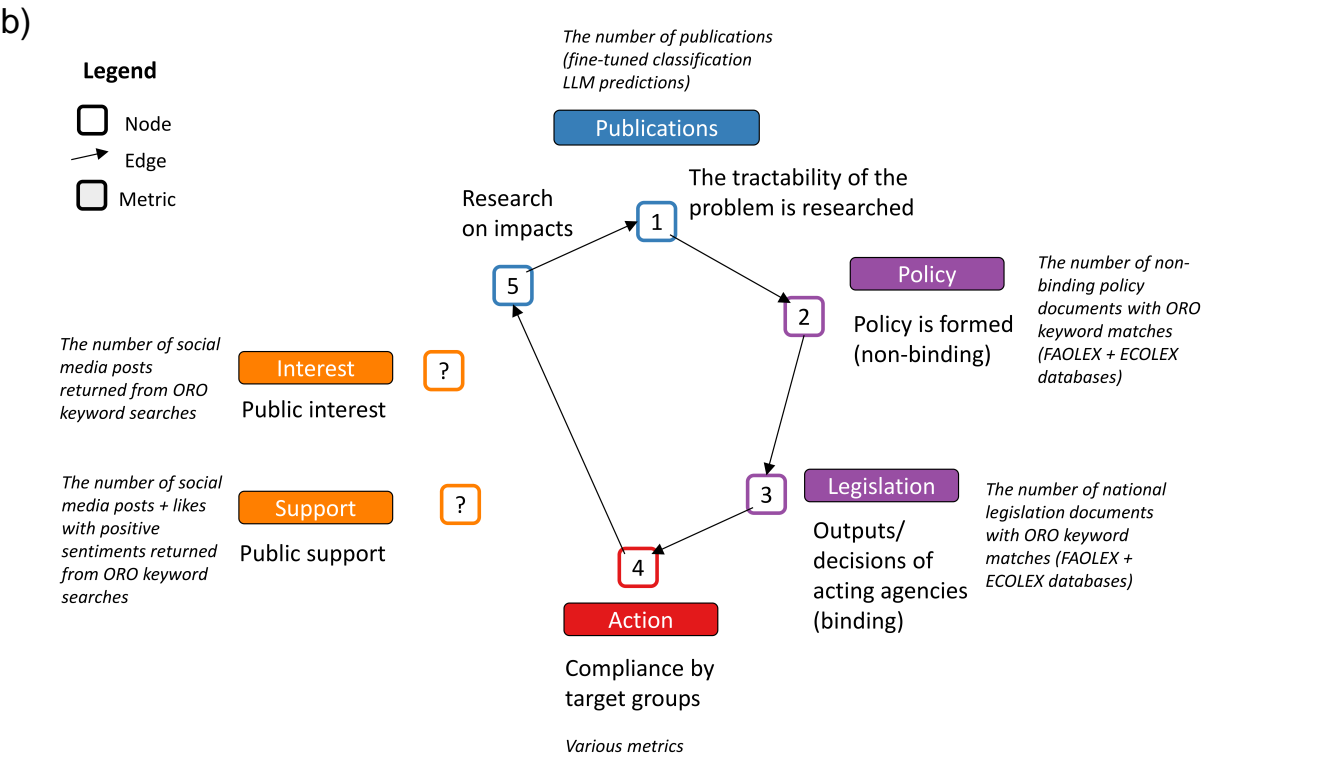 b)
Legend
Node
Edge
Metric
The number of publications
(fine-tuned classification
LLM predictions)
Publications
The tractability of the
problem is researched
Research
on impacts
1
5
2
Policy
Policy is formed
(non-binding)
The number of non-
binding policy
documents with ORO
keyword matches
(FAOLEX + ECOLEX
databases)
The number of social
media posts
returned from ORO
keyword searches
Interest
Public interest
?
The number of social
media posts + likes
with positive
sentiments returned
from ORO keyword
searches
Support
Public support
?
3
Legislation
Outputs/
decisions of
acting agencies
(binding)
The number of national
legislation documents
with ORO keyword
matches (FAOLEX +
ECOLEX databases)
4
Action
Compliance by
target groups
Various metrics